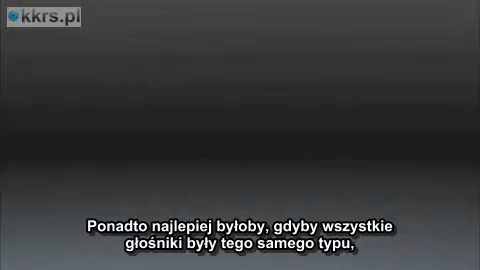 kkrs.pl
Ponadto najlepiej byłoby, gdyby wszystkie
głośniki były tego samego typu,